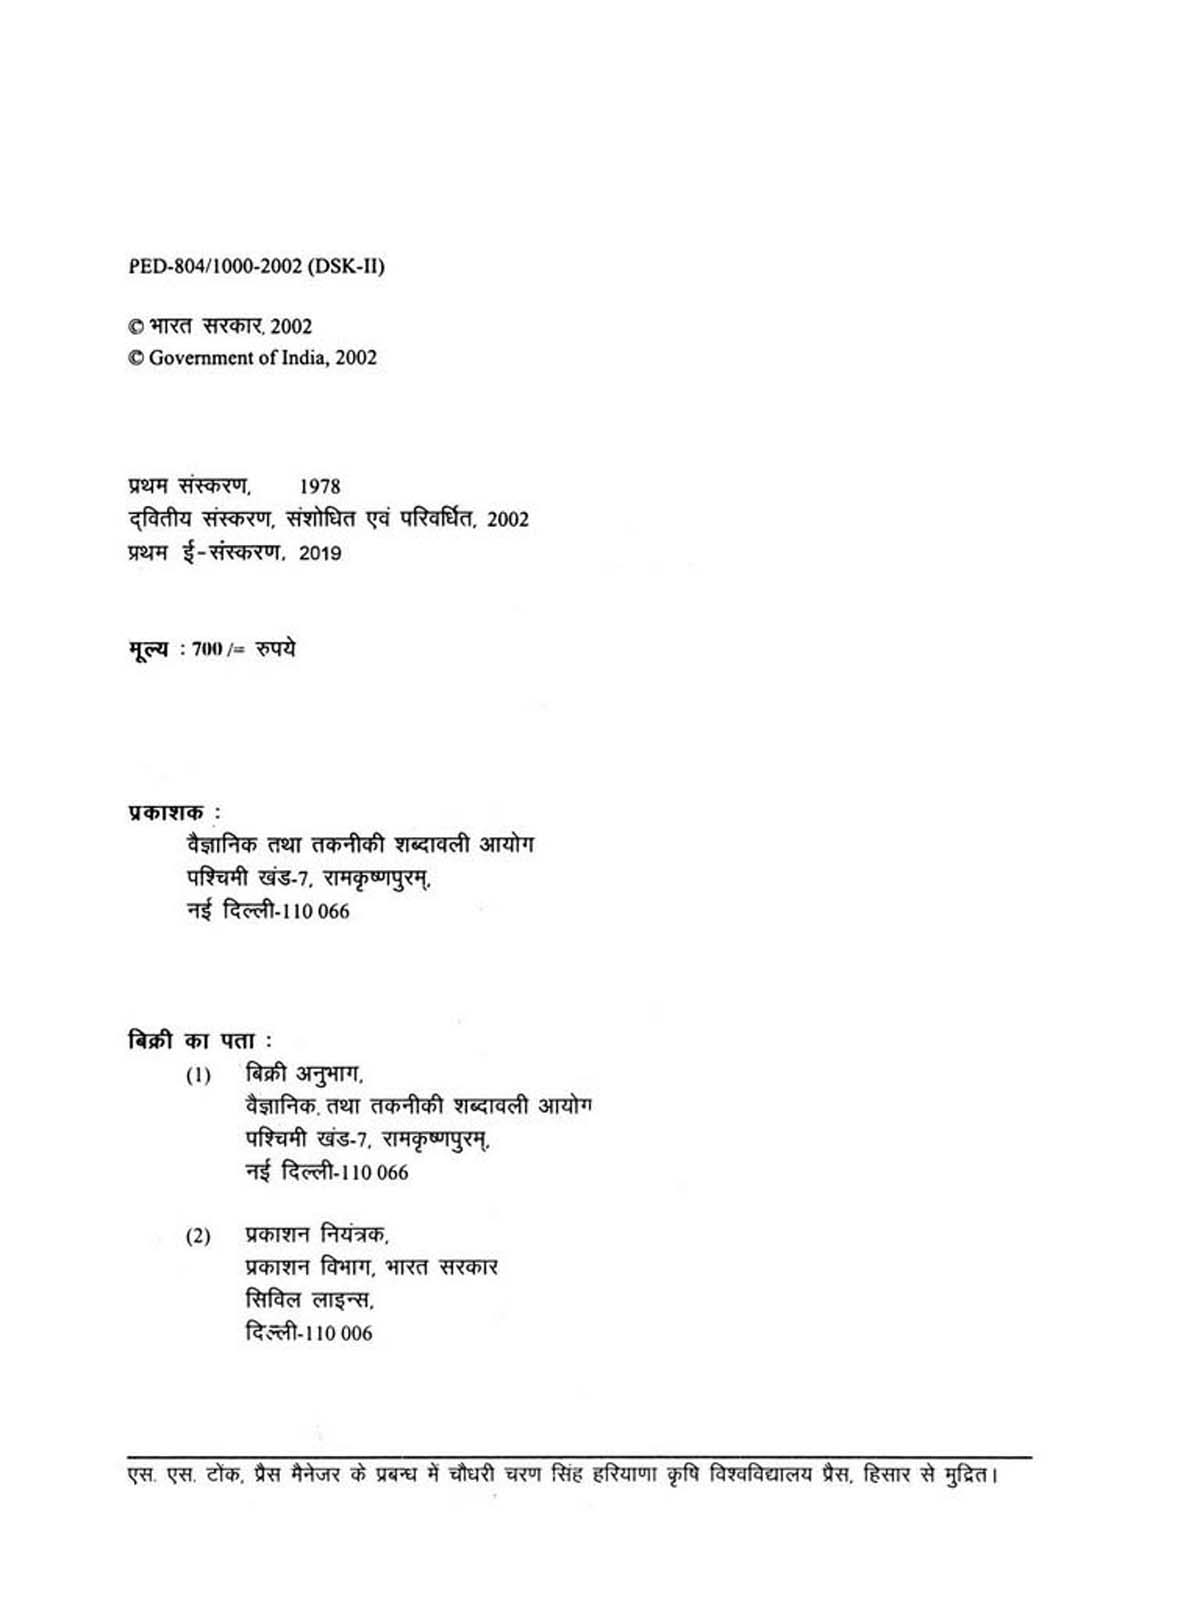 PED-804/1000-2002 (DSK-II)
© भारत सरकार, 2002
© Government of India, 2002
प्रथम संस्करण, 1978
द्‌वितीय संस्करण, संशोधित एवं परिवर्धित, 2002
प्रथम ई-संस्करण, 2019
मूल्य : 700/= रुपये
प्रकाशक :
वैज्ञानिक तथा तकनीकी शब्दावली आयोग
पश्चिमी खंड-7, रामकृष्णपुरम्,
नई दिल्ली-110 066
बिक्री का पता :
(1) बिक्री अनुभाग,
वैज्ञानिक तथा तकनीकी शब्दावली आयोग
पश्चिमी खंड-7, रामकृष्णपुरम्,
नई दिल्ली-110 066
(2) प्रकाशन नियंत्रक,
प्रकाशन विभाग, भारत सरकार
सिविल लाइन्स,
दिल्ली-110 006
एस. एस. टोंक, प्रैस मैनेजर के प्रबन्ध में चौधरी चरण सिंह हरियाणा कृषि विश्वविद्यालय प्रैस, हिसार से मुद्रित।